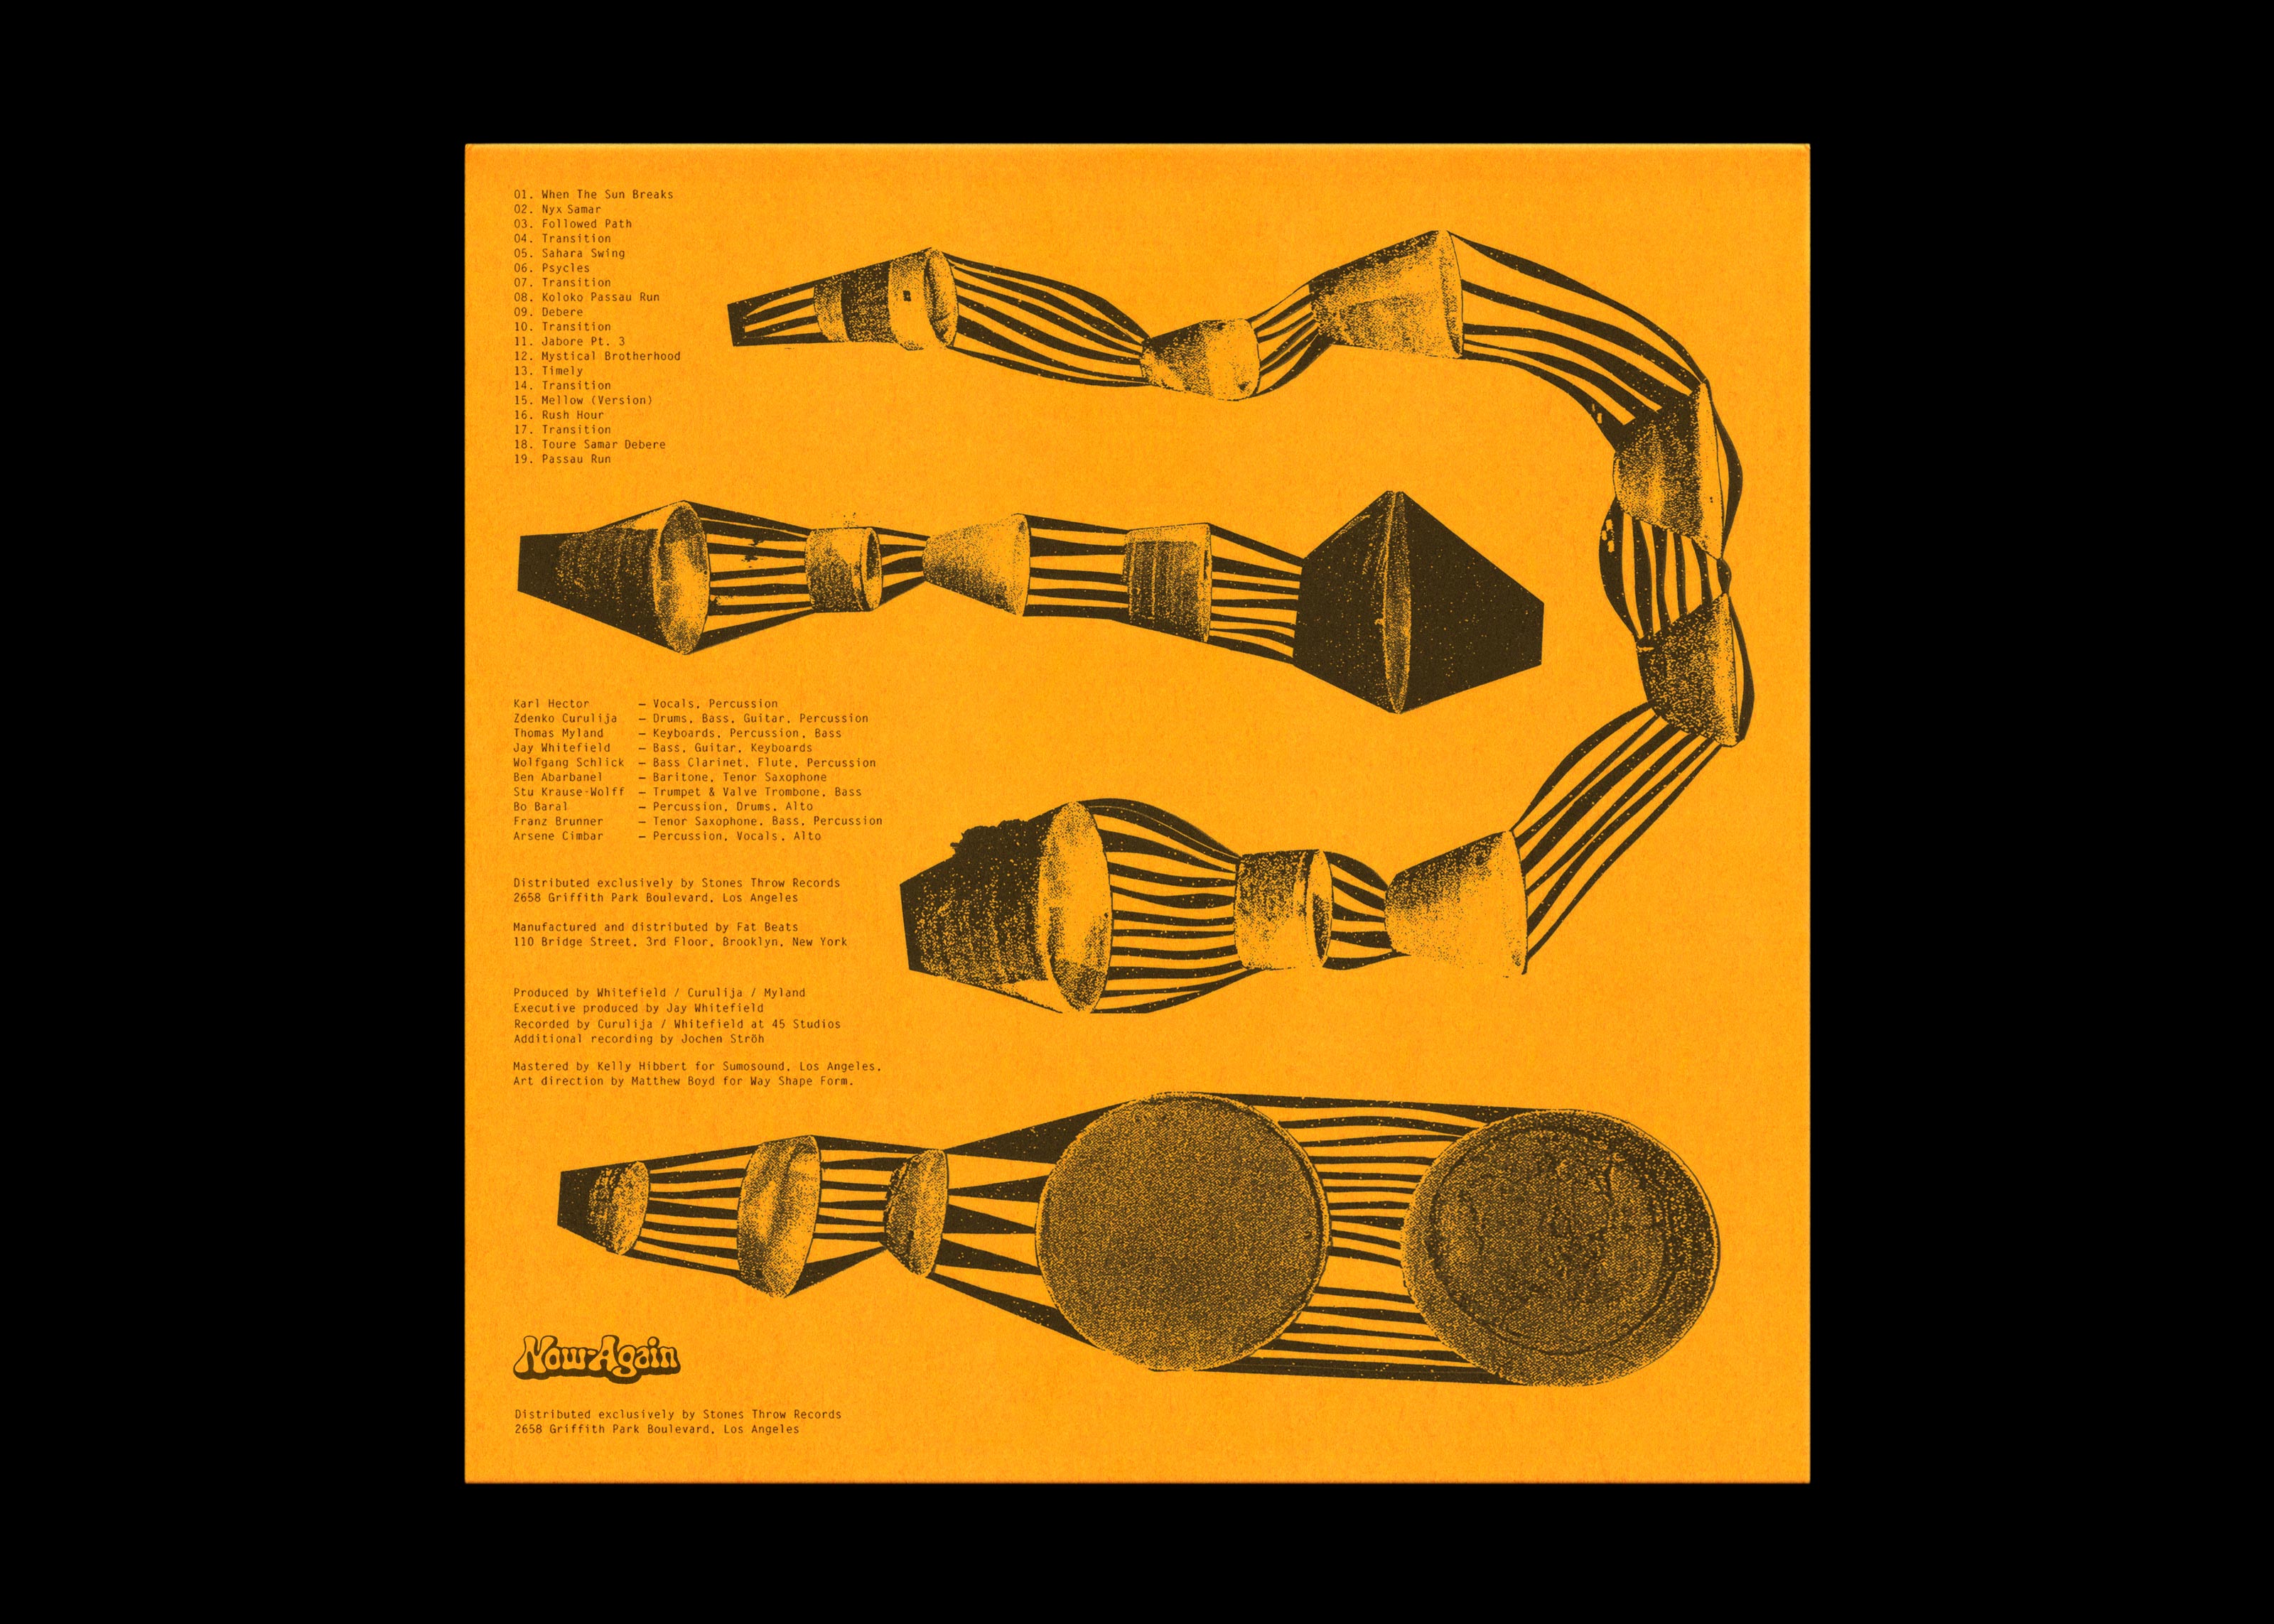 01. When The Sun Breaks
02. Nyx Samar
03. Followed Path
04. Transition
05. Sahara Swing
06. Psycles
07. Transition
08. Koloko Passau Run
09. Debere
10. Transition
11. Jabore Pt. 3
12. Mystical Brotherhood
13. Timely
14. Transition
15. Mellow (Version)
16. Rush Hour
17. Transition
18. Toure Samar Debere
19. Passau Run
Karl Hector – Vocals, Percussion
Zdenko Curulija – Drums, Bass, Guitar, Percussion
Thomas Myland – Keyboards, Percussion, Bass
Jay Whitefield – Bass, Guitar, Keyboards
Wolfgang Schlick – Bass Clarinet, Flute, Percussion
Ben Abarbanel – Baritone, Tenor Saxophone
Stu Krause-Wolff – Trumpet & Valve Trombone, Bass
Bo Baral – Percussion, Drums, Alto
Franz Brunner – Tenor Saxophone, Bass, Percussion
Arsene Cimbar – Percussion, Vocals, Alto
Distributed exclusively by Stones Throw Records
2658 Griffith Park Boulevard, Los Angeles
Manufactured and distributed by Fat Beats
110 Bridge Street, 3rd Floor, Brooklyn, New York
Produced by Whitefield / Curulija / Myland
Executive produced by Jay Whitefield
Recorded by Curulija / Whitefield at 45 Studios
Additional recording by Jochen Ströh
Mastered by Kelly Hibbert for Sumosound, Los Angeles,
Art direction by Matthew Boyd for Way Shape Form.
Now-Again
Distributed exclusively by Stones Throw Records
2658 Griffith Park Boulevard, Los Angeles